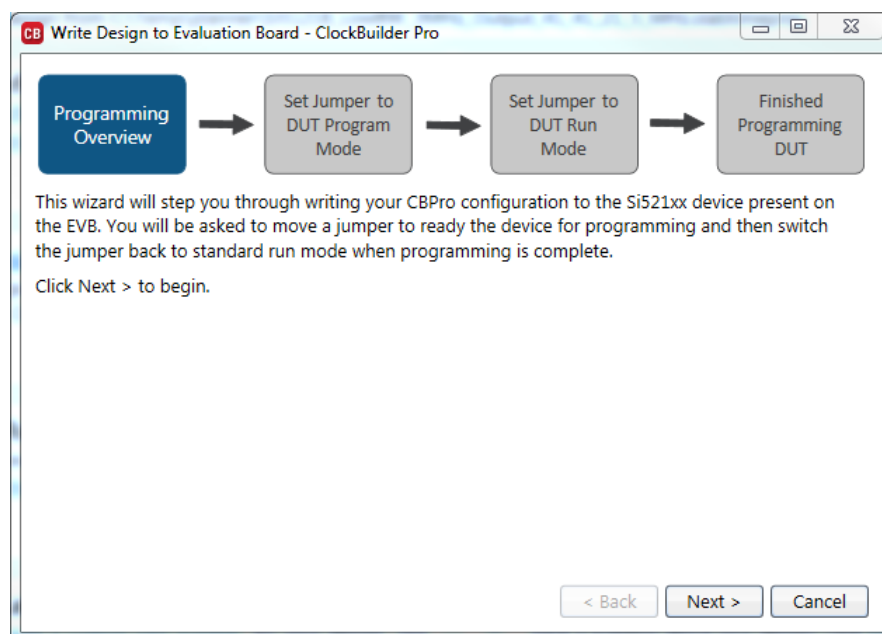 CB Write Design to Evaluation Board - ClockBuilder Pro
Programming
Overview
Set Jumper to
DUT Program
Mode
Set Jumper to
DUT Run
Mode
Finished
Programming
DUT
This wizard will step you through writing your CBPro configuration to the Si521xx device present on
the EVB. You will be asked to move a jumper to ready the device for programming and then switch
the jumper back to standard run mode when programming is complete.
Click Next > to begin.
< Back Next > Cancel